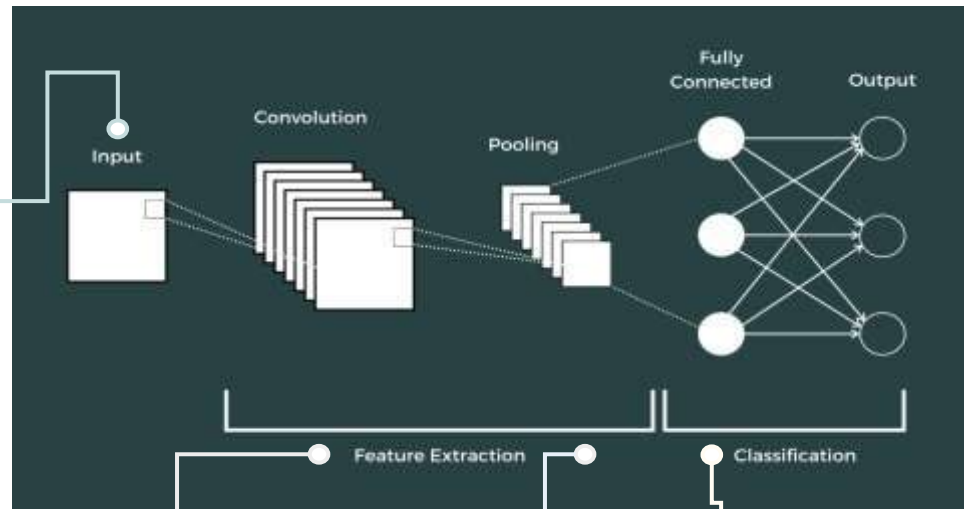 Fully
Connected
Output
Convolution
Pooling
Input
Feature Extraction
Classification